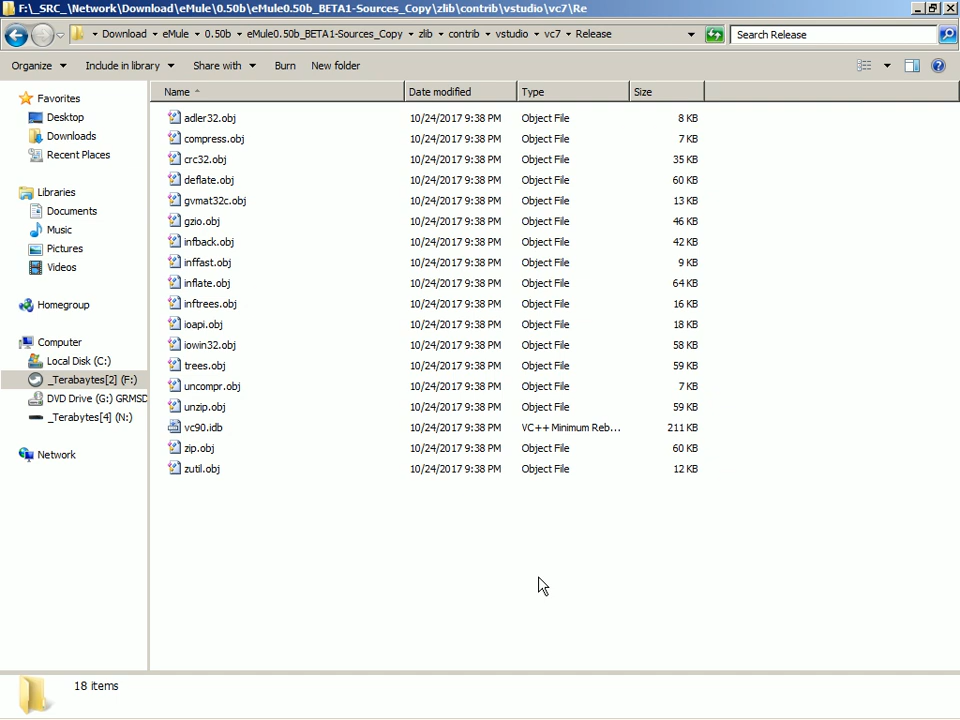 F:\_SRC_\Network\Download\eMule\0.50b\eMule0.50b_BETA1-Sources_Copy\zlib\contrib\vstudio\vc7\Re
Download eMule 0.50b eMule0.50b_BETA1-Sources_Copy zlib contrib vstudio vc7 Release Search Release
Organize Include in library Share with Burn New folder
Name Date modified Type Size
Favorites
Desktop
Downloads
Recent Places
Libraries
Documents
Music
Pictures
Videos
Homegroup
Computer
Local Disk (C:)
_Terabaytes[2] (F:)
DVD Drive (G:) GRMSD
_Terabytes[4] (N:)
Network
adler32.obj 10/24/2017 9:38 PM Object File 8 KB
compress.obj 10/24/2017 9:38 PM Object File 7 KB
crc32.obj 10/24/2017 9:38 PM Object File 35 KB
deflate.obj 10/24/2017 9:38 PM Object File 60 KB
gvmat32c.obj 10/24/2017 9:38 PM Object File 13 KB
gzio.obj 10/24/2017 9:38 PM Object File 46 KB
infback.obj 10/24/2017 9:38 PM Object File 42 KB
inffast.obj 10/24/2017 9:38 PM Object File 9 KB
inflate.obj 10/24/2017 9:38 PM Object File 64 KB
inftrees.obj 10/24/2017 9:38 PM Object File 16 KB
ioapi.obj 10/24/2017 9:38 PM Object File 18 KB
iowin32.obj 10/24/2017 9:38 PM Object File 58 KB
trees.obj 10/24/2017 9:38 PM Object File 59 KB
uncompr.obj 10/24/2017 9:38 PM Object File 7 KB
unzip.obj 10/24/2017 9:38 PM Object File 59 KB
vc90.idb 10/24/2017 9:38 PM VC++ Minimum Reb... 211 KB
zip.obj 10/24/2017 9:38 PM Object File 60 KB
zutil.obj 10/24/2017 9:38 PM Object File 12 KB
18 items